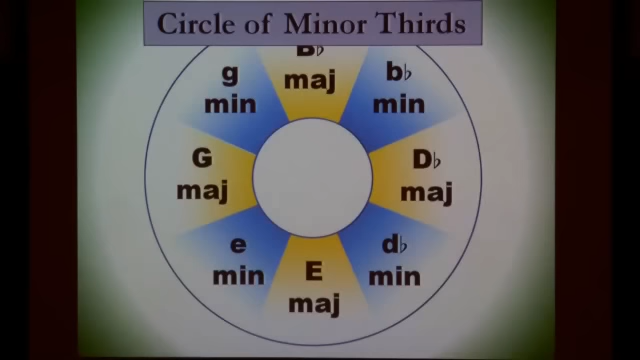 Circle of Minor Thirds
B♭
maj
b♭
min
D♭
maj
d♭
min
E
maj
e
min
G
maj
g
min